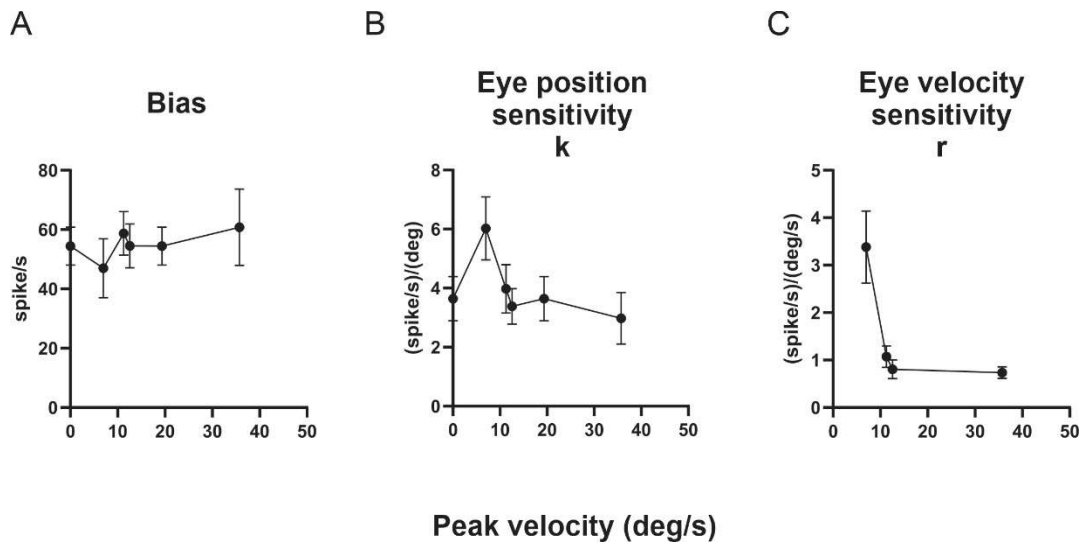 A
Bias
spike/s
80
60
40
20
0
0 10 20 30 40 50
B
Eye position
sensitivity
k
(spike/s)/(deg)
8
6
4
2
0
0 10 20 30 40 50
C
Eye velocity
sensitivity
r
(spike/s)/(deg/s)
5
4
3
2
1
0
0 10 20 30 40 50
Peak velocity (deg/s)